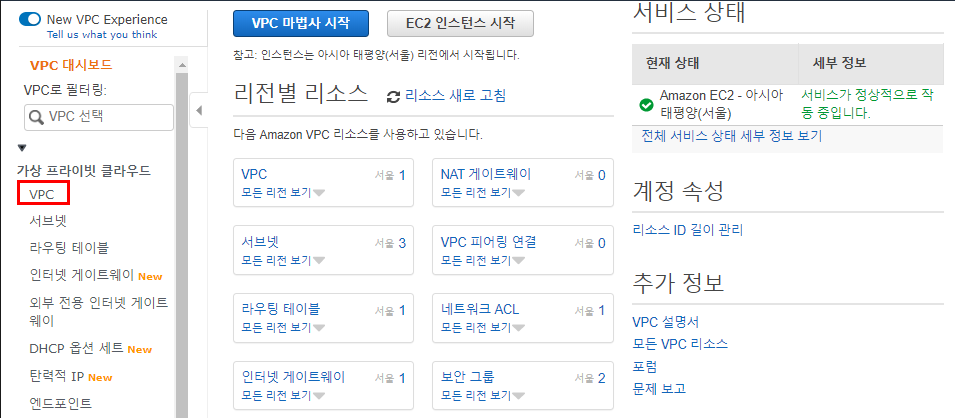 New VPC Experience
Tell us what you think
VPC 대시보드
VPC로 필터링:
VPC 선택
가상 프라이빗 클라우드
VPC
서브넷
라우팅 테이블
인터넷 게이트웨이 New
외부 전용 인터넷 게이트
웨이
DHCP 옵션 세트 New
탄력적 IP New
엔드포인트
VPC 마법사 시작
EC2 인스턴스 시작
참고: 인스턴스는 아시아 태평양(서울) 리전에서 시작됩니다.
리전별 리소스
리소스 새로 고침
다음 Amazon VPC 리소스를 사용하고 있습니다.
VPC 서울 1
모든 리전 보기
NAT 게이트웨이 서울 0
모든 리전 보기
서브넷 서울 3
모든 리전 보기
VPC 피어링 연결 서울 0
모든 리전 보기
라우팅 테이블 서울 1
모든 리전 보기
네트워크 ACL 서울 1
모든 리전 보기
인터넷 게이트웨이 서울 1
모든 리전 보기
보안 그룹 서울 2
모든 리전 보기
서비스 상태
현재 상태 세부 정보
Amazon EC2 - 아시아 서비스가 정상적으로 작
태평양(서울) 동 중입니다.
전체 서비스 상태 세부 정보 보기
계정 속성
리소스 ID 길이 관리
추가 정보
VPC 설명서
모든 VPC 리소스
포럼
문제 보고